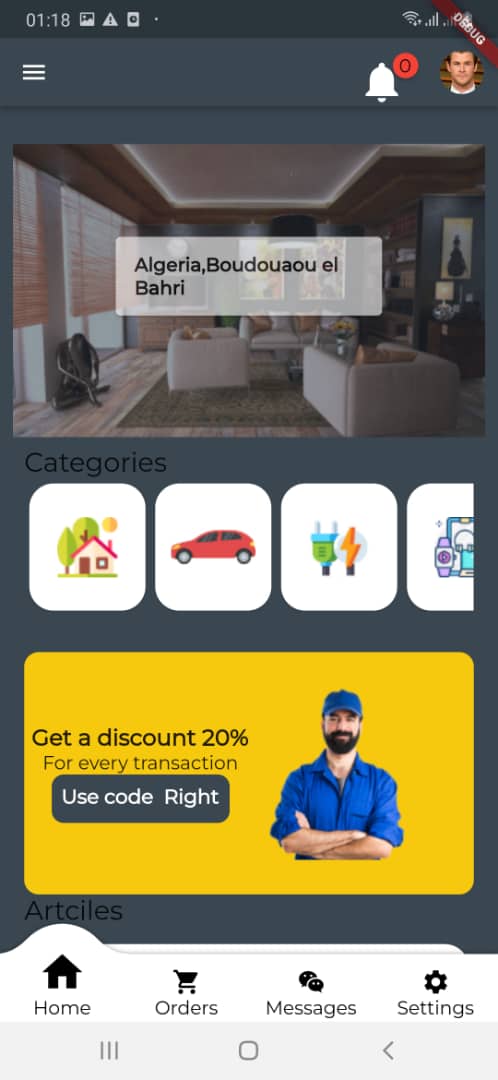 01:18
DEBUG
0
Algeria,Boudouaou el
Bahri
Categories
Get a discount 20%
For every transaction
Use code  Right
Artciles
Home
Orders
Messages
Settings